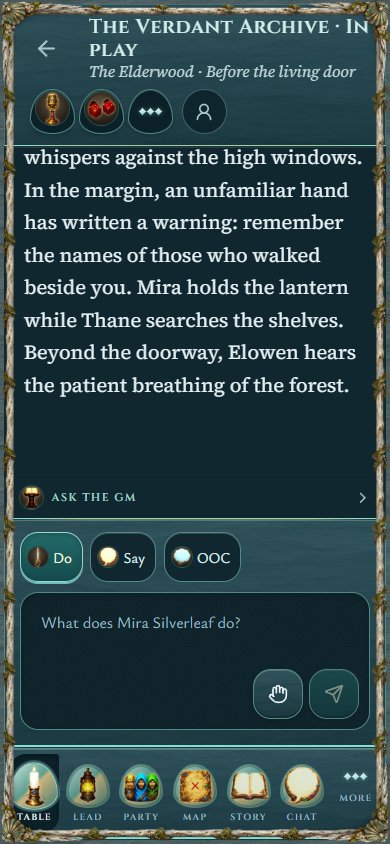 The Verdant Archive · In
play
The Elderwood · Before the living door
whispers against the high windows.
In the margin, an unfamiliar hand
has written a warning: remember
the names of those who walked
beside you. Mira holds the lantern
while Thane searches the shelves.
Beyond the doorway, Elowen hears
the patient breathing of the forest.
ASK THE GM
Do
Say
OOC
What does Mira Silverleaf do?
TABLE
LEAD
PARTY
MAP
STORY
CHAT
MORE